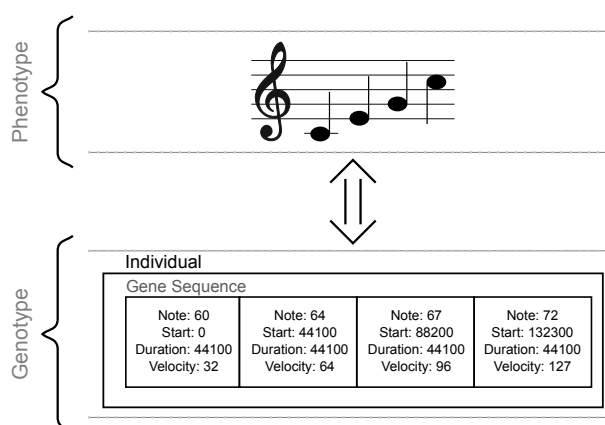 Phenotype
Genotype
Individual
Gene Sequence
Note: 60
Start: 0
Duration: 44100
Velocity: 32
Note: 64
Start: 44100
Duration: 44100
Velocity: 64
Note: 67
Start: 88200
Duration: 44100
Velocity: 96
Note: 72
Start: 132300
Duration: 44100
Velocity: 127